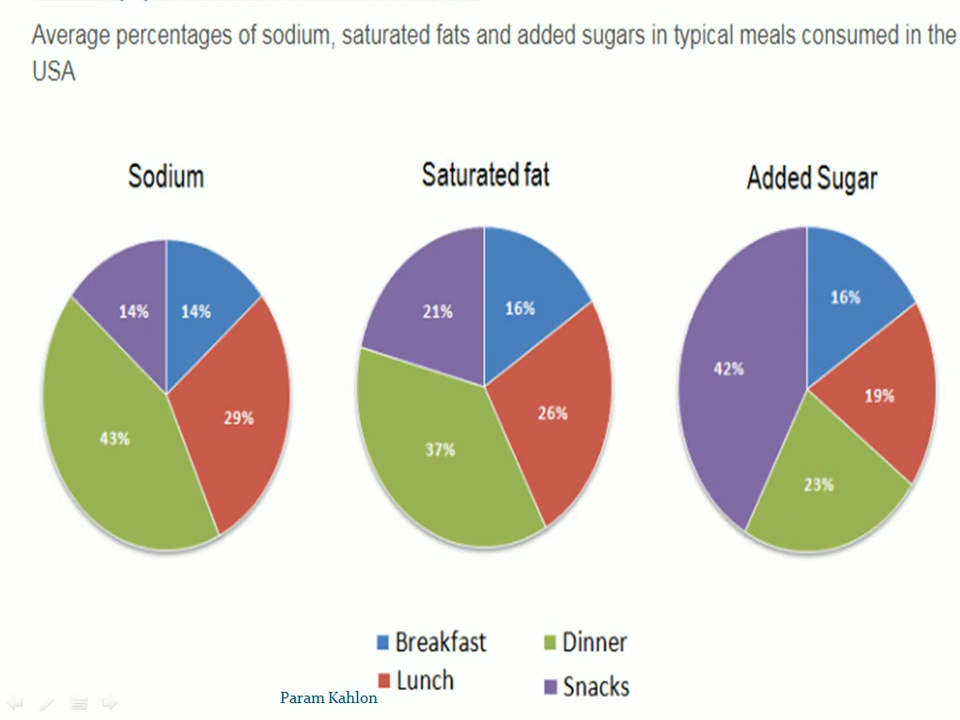 Average percentages of sodium, saturated fats and added sugars in typical meals consumed in the
USA
Sodium
Saturated fat
Added Sugar
14%
14%
29%
43%
21%
16%
26%
37%
16%
42%
19%
23%
Breakfast
Dinner
Lunch
Snacks
Param Kahlon